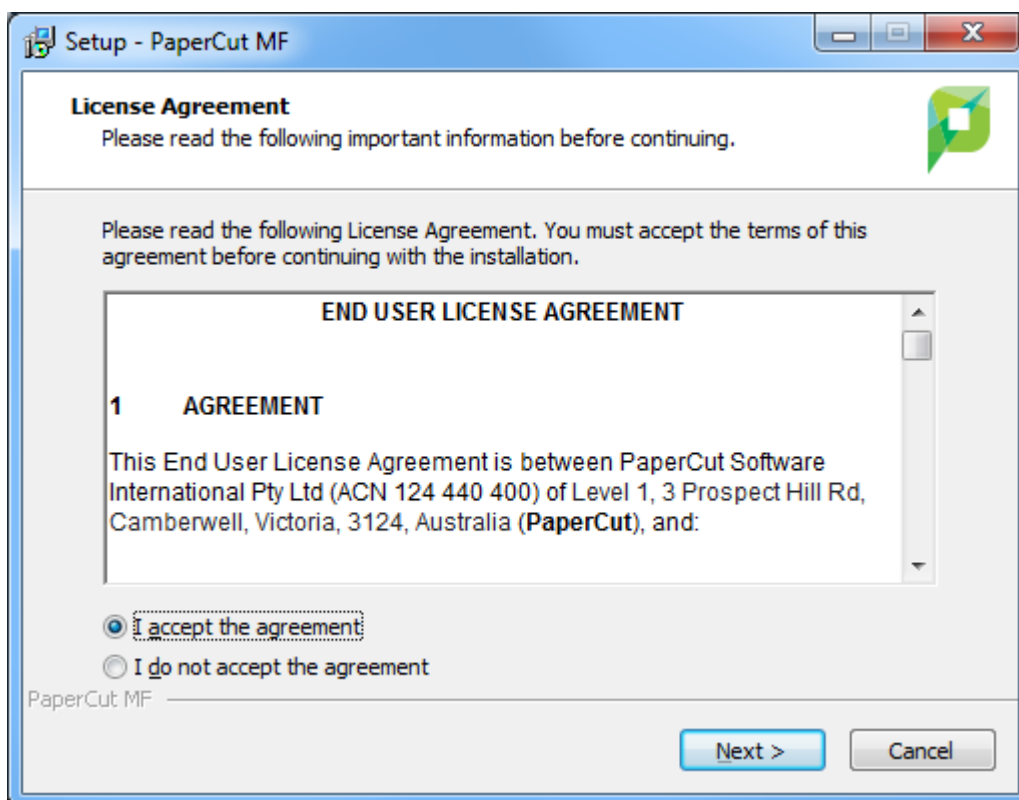 Setup - PaperCut MF
License Agreement
Please read the following important information before continuing.
Please read the following License Agreement. You must accept the terms of this
agreement before continuing with the installation.
END USER LICENSE AGREEMENT
1 AGREEMENT
This End User License Agreement is between PaperCut Software
International Pty Ltd (ACN 124 440 400) of Level 1, 3 Prospect Hill Rd,
Camberwell, Victoria, 3124, Australia (PaperCut), and:
I accept the agreement
I do not accept the agreement
PaperCut MF
Next >
Cancel